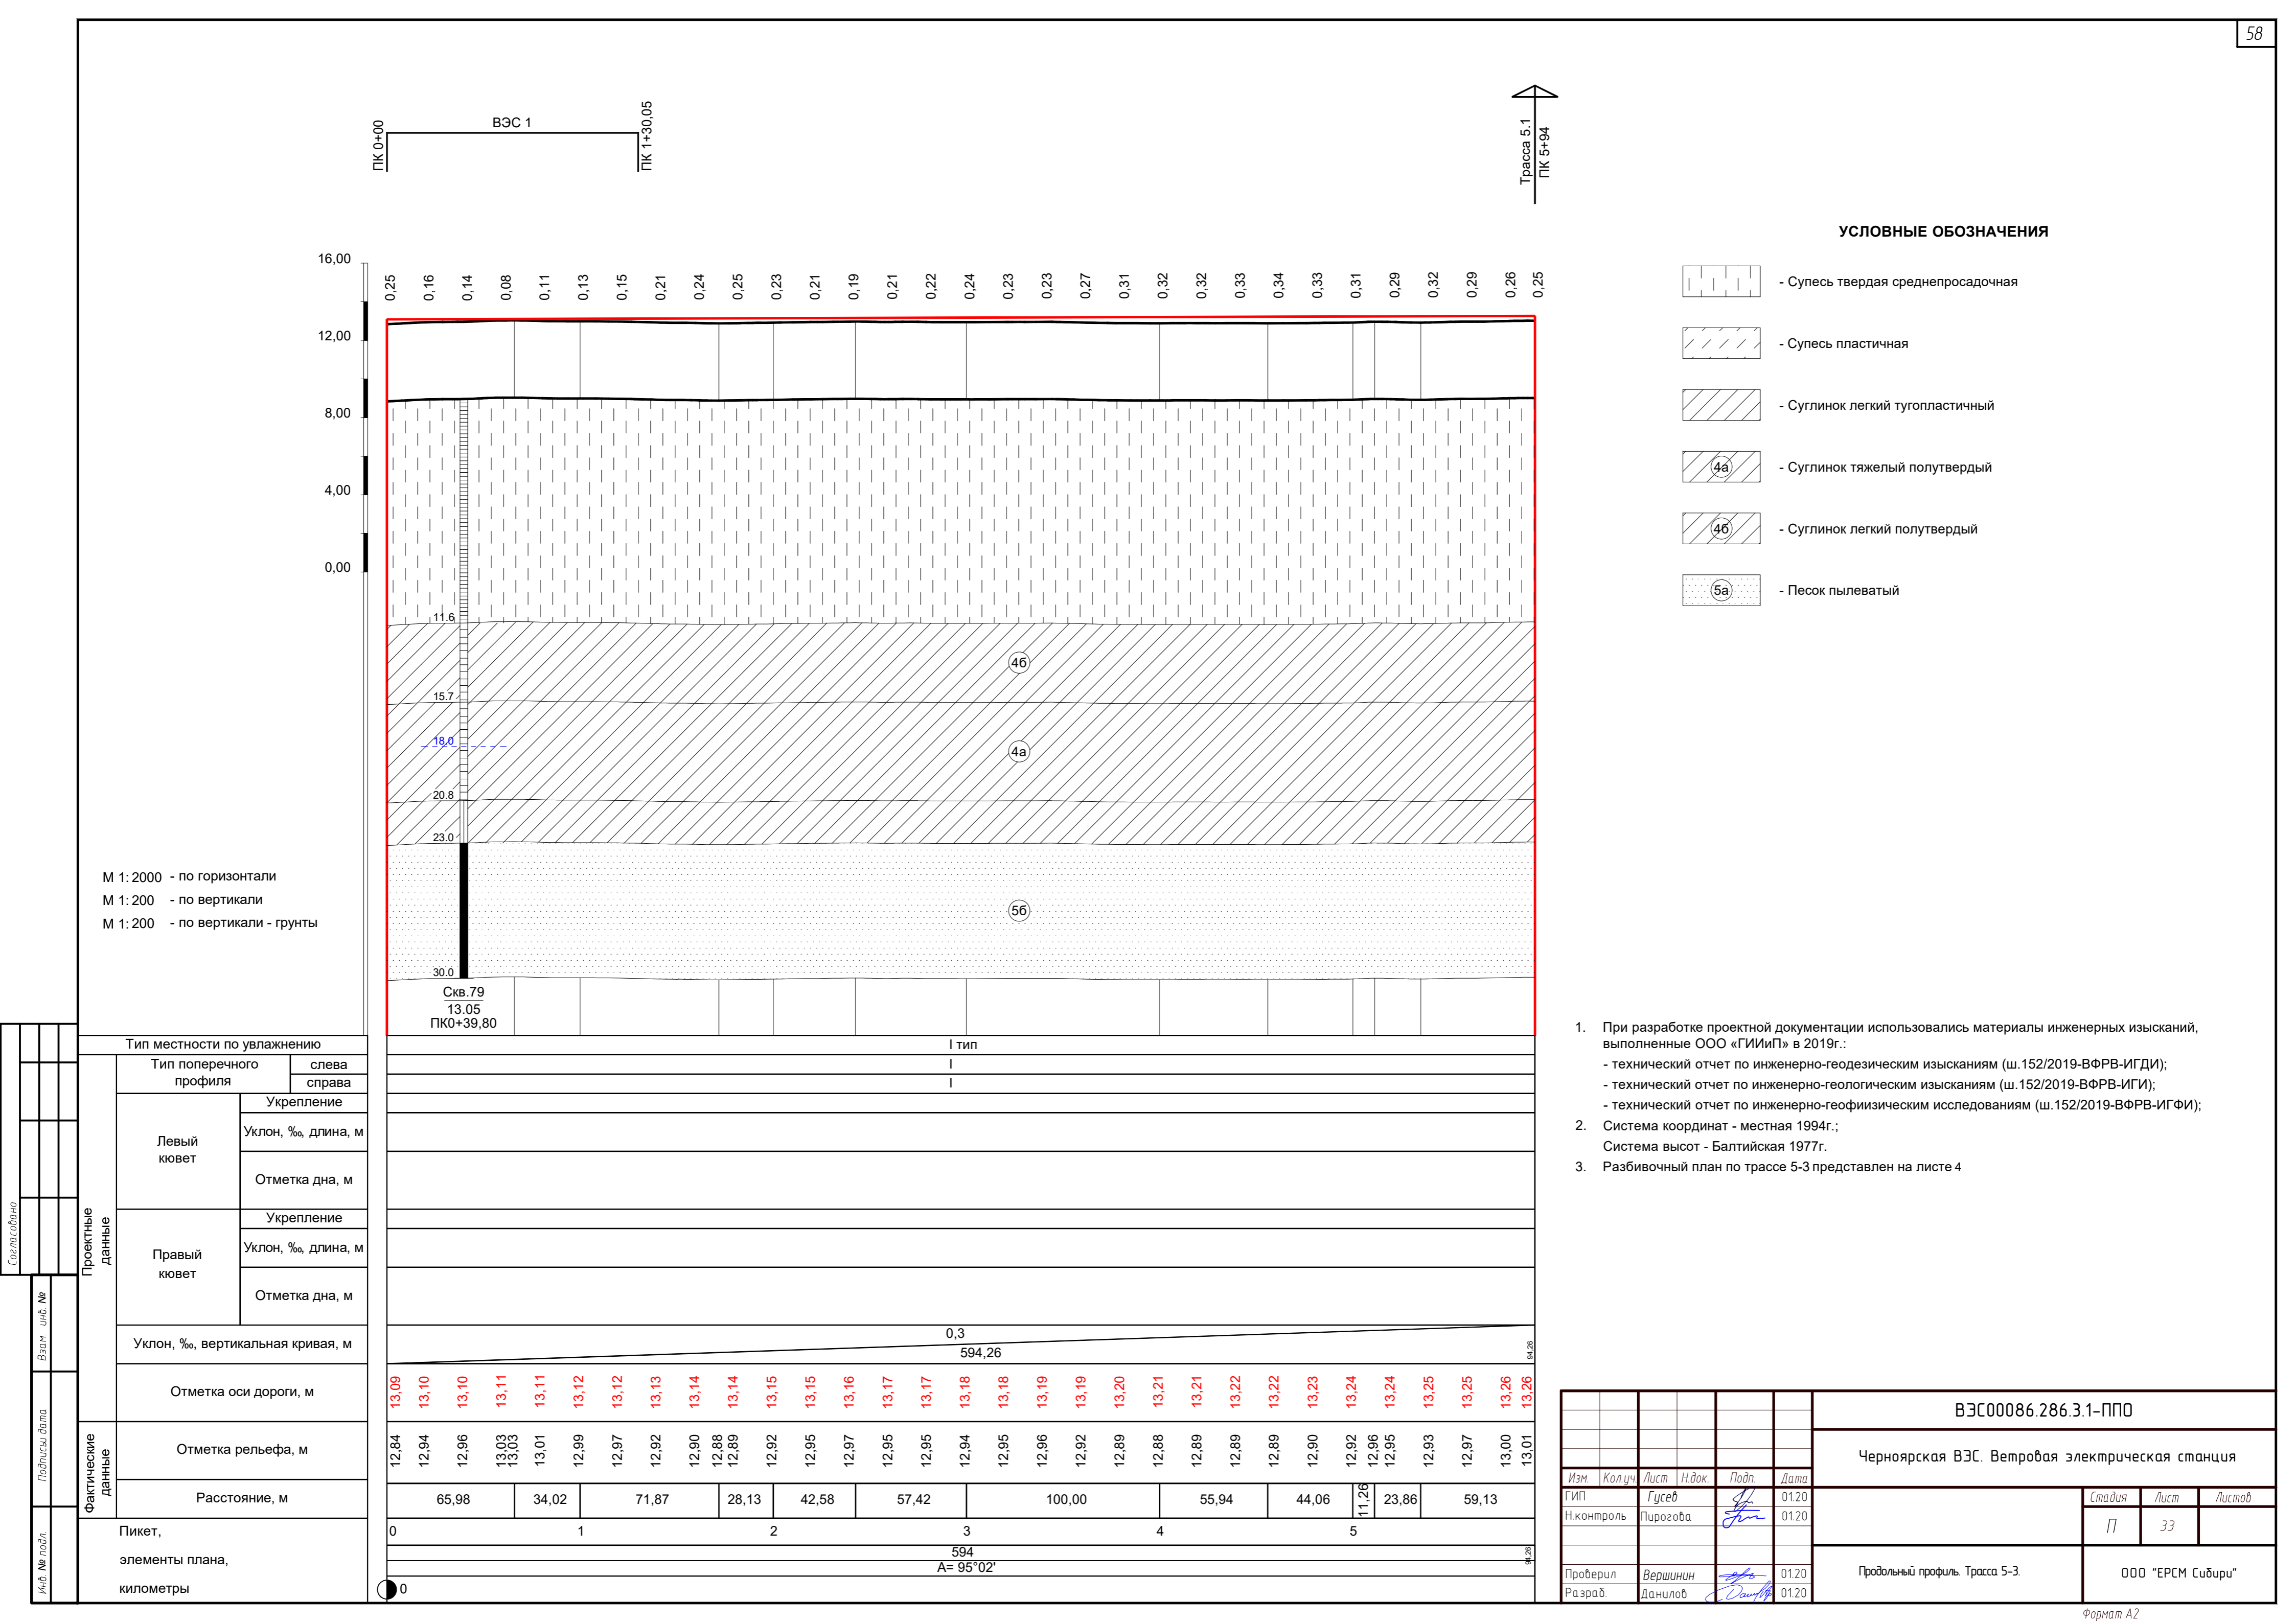 58
ПК 0+00
ВЭС 1
ПК 1+30,05
Трасса 5.1
ПК 5+94
УСЛОВНЫЕ ОБОЗНАЧЕНИЯ
- Супесь твердая среднепросадочная
- Супесь пластичная
- Суглинок легкий тугопластичный
4а - Суглинок тяжелый полутвердый
4б - Суглинок легкий полутвердый
5а - Песок пылеватый
16,00
12,00
8,00
4,00
0,00
0,25 0,16 0,14 0,08 0,11 0,13 0,15 0,21 0,24 0,25 0,23 0,21 0,19 0,21 0,22 0,24 0,23 0,23 0,27 0,31 0,32 0,32 0,33 0,34 0,33 0,31 0,29 0,32 0,29 0,26 0,25
11.6
4б
15.7
18.0
4а
20.8
23.0
5б
30.0
Скв.79
13.05
ПК0+39,80
М 1: 2000 - по горизонтали
М 1: 200 - по вертикали
М 1: 200 - по вертикали - грунты
1. При разработке проектной документации использовались материалы инженерных изысканий,
выполненные ООО «ГИИиП» в 2019г.:
- технический отчет по инженерно-геодезическим изысканиям (ш.152/2019-ВФРВ-ИГДИ);
- технический отчет по инженерно-геологическим изысканиям (ш.152/2019-ВФРВ-ИГИ);
- технический отчет по инженерно-геофиизическим исследованиям (ш.152/2019-ВФРВ-ИГФИ);
2. Система координат - местная 1994г.;
Система высот - Балтийская 1977г.
3. Разбивочный план по трассе 5-3 представлен на листе 4
Тип местности по увлажнению
I тип
Проектные
данные
Тип поперечного
профиля
слева
I
справа
I
Левый
кювет
Укрепление
Уклон, ‰, длина, м
Отметка дна, м
Правый
кювет
Укрепление
Уклон, ‰, длина, м
Отметка дна, м
Уклон, ‰, вертикальная кривая, м
0,3
594,26
94,26
Отметка оси дороги, м
13,09 13,10 13,10 13,11 13,11 13,12 13,12 13,13 13,14 13,14 13,15 13,15 13,16 13,17 13,17 13,18 13,18 13,19 13,19 13,20 13,21 13,21 13,22 13,22 13,23 13,24 13,24 13,25 13,25 13,26 13,26
Фактические
данные
Отметка рельефа, м
12,84 12,94 12,96 13,03 13,03 13,01 12,99 12,97 12,92 12,90 12,88 12,89 12,92 12,95 12,97 12,95 12,95 12,94 12,95 12,96 12,92 12,89 12,88 12,89 12,89 12,89 12,90 12,92 12,96 12,95 12,93 12,97 13,00 13,01
Расстояние, м
65,98 34,02 71,87 28,13 42,58 57,42 100,00 55,94 44,06 11,26 23,86 59,13
Пикет,
элементы плана,
километры
0 1 2 3 4 5
594
94,26
А= 95°02'
0
Согласовано
Взам. инв. №
Подпись и дата
Инв. № подл.
ВЭС00086.286.3.1-ППО
Черноярская ВЭС. Ветровая электрическая станция
Изм. Кол.уч. Лист Н.док. Подп. Дата
ГИП Гусев 01.20
Н.контроль Пирогова 01.20
Проверил Вершинин 01.20
Разраб. Данилов 01.20
Стадия Лист Листов
П 33
Продольный профиль. Трасса 5-3.
ООО "ЕРСМ Сибири"
Формат А2